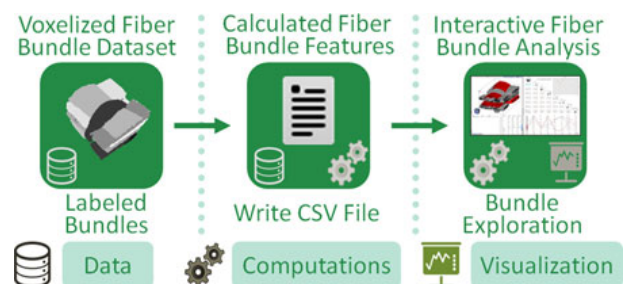 Voxelized Fiber
Bundle Dataset
Calculated Fiber
Bundle Features
Interactive Fiber
Bundle Analysis
Labeled
Bundles
Write CSV File
Bundle
Exploration
Data
Computations
Visualization